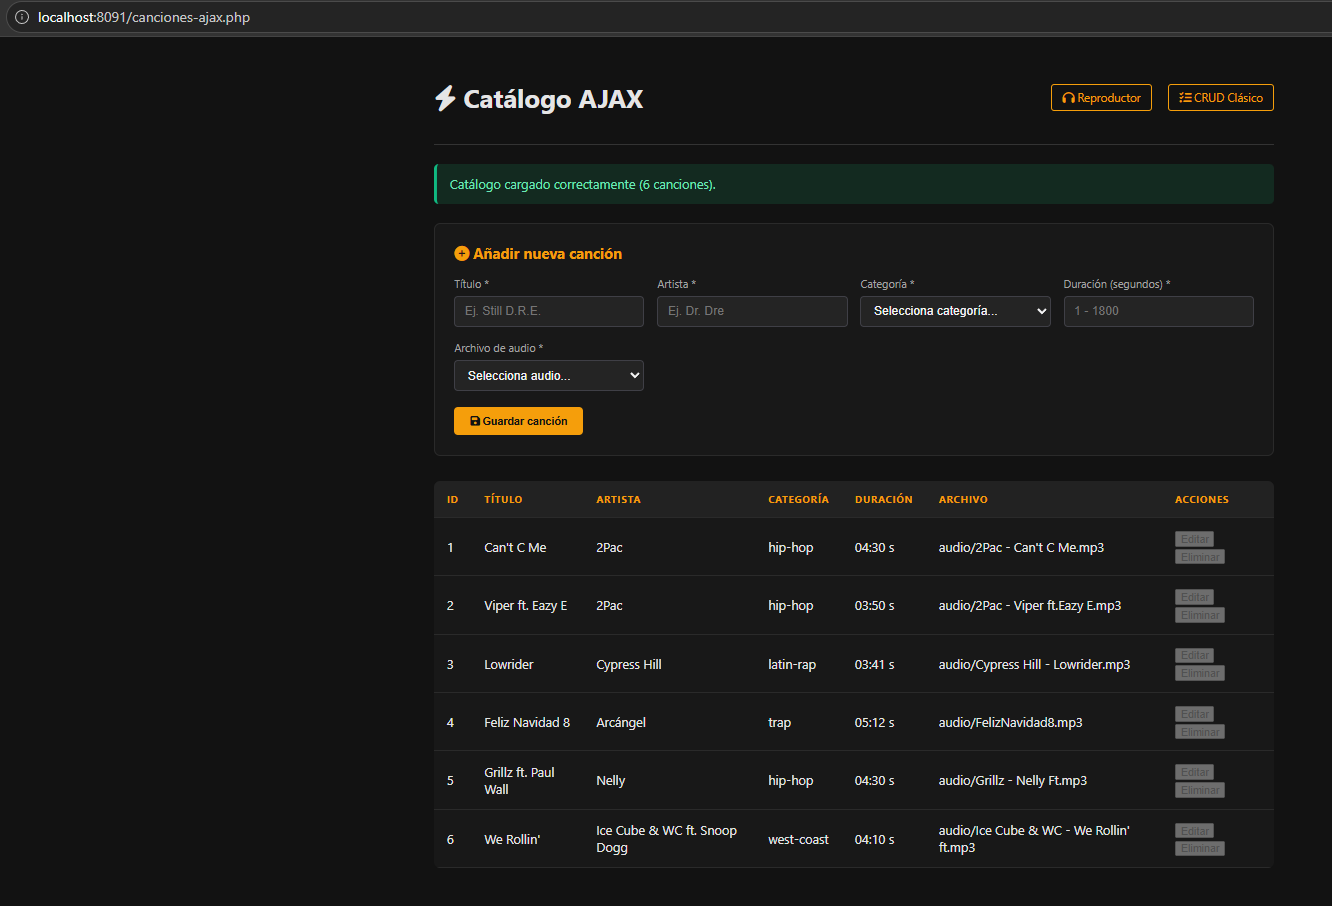 localhost:8091/canciones-ajax.php
Catálogo AJAX
Reproductor
CRUD Clásico
Catálogo cargado correctamente (6 canciones).
Añadir nueva canción
Título *
Artista *
Categoría *
Duración (segundos) *
Ej. Still D.R.E.
Ej. Dr. Dre
Selecciona categoría...
1 - 1800
Archivo de audio *
Selecciona audio...
Guardar canción
ID TÍTULO ARTISTA CATEGORÍA DURACIÓN ARCHIVO ACCIONES
1 Can't C Me 2Pac hip-hop 04:30 s audio/2Pac - Can't C Me.mp3 Editar
Eliminar
2 Viper ft. Eazy E 2Pac hip-hop 03:50 s audio/2Pac - Viper ft.Eazy E.mp3 Editar
Eliminar
3 Lowrider Cypress Hill latin-rap 03:41 s audio/Cypress Hill - Lowrider.mp3 Editar
Eliminar
4 Feliz Navidad 8 Arcángel trap 05:12 s audio/FelizNavidad8.mp3 Editar
Eliminar
5 Grillz ft. Paul
Wall Nelly hip-hop 04:30 s audio/Grillz - Nelly Ft.mp3 Editar
Eliminar
6 We Rollin' Ice Cube & WC ft. Snoop
Dogg west-coast 04:10 s audio/Ice Cube & WC - We Rollin'
ft.mp3 Editar
Eliminar